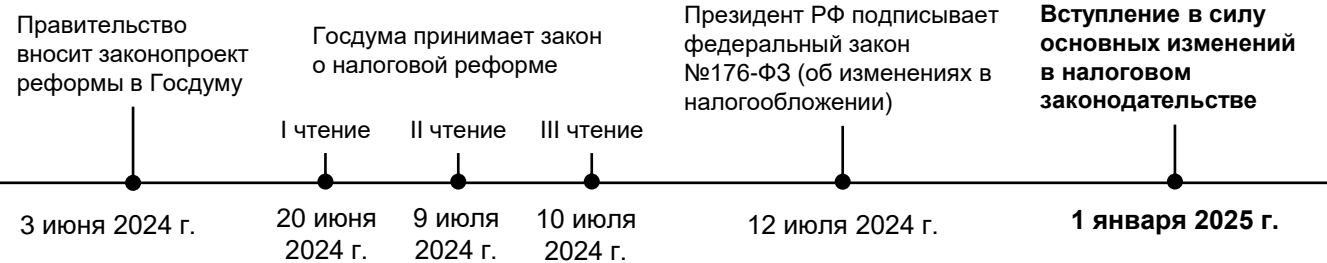 Правительство
вносит законопроект
реформы в Госдуму
Госдума принимает закон
о налоговой реформе
I чтение
II чтение
III чтение
Президент РФ подписывает
федеральный закон
№176-ФЗ (об изменениях в
налогообложении)
Вступление в силу
основных изменений
в налоговом
законодательстве
3 июня 2024 г.
20 июня
2024 г.
9 июля
2024 г.
10 июля
2024 г.
12 июля 2024 г.
1 января 2025 г.